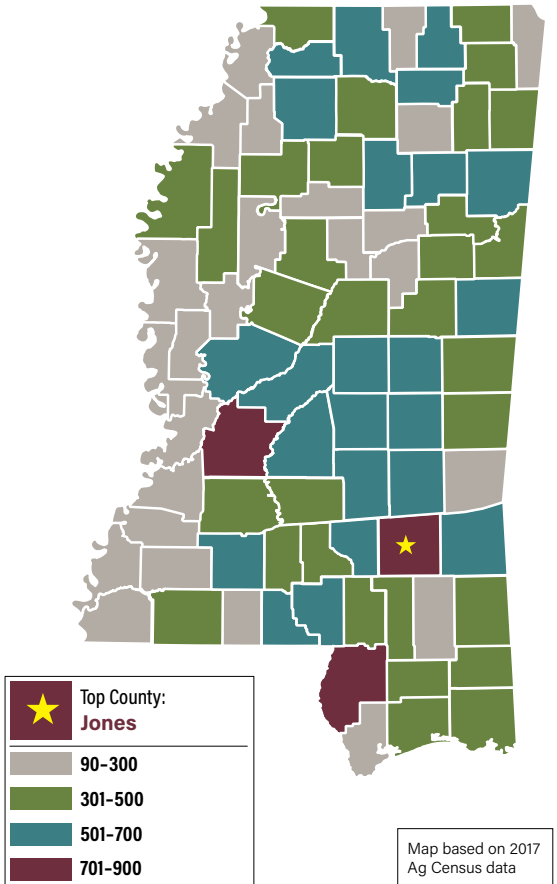 Top County:
Jones
90–300
301–500
501–700
701–900
Map based on 2017
Ag Census data